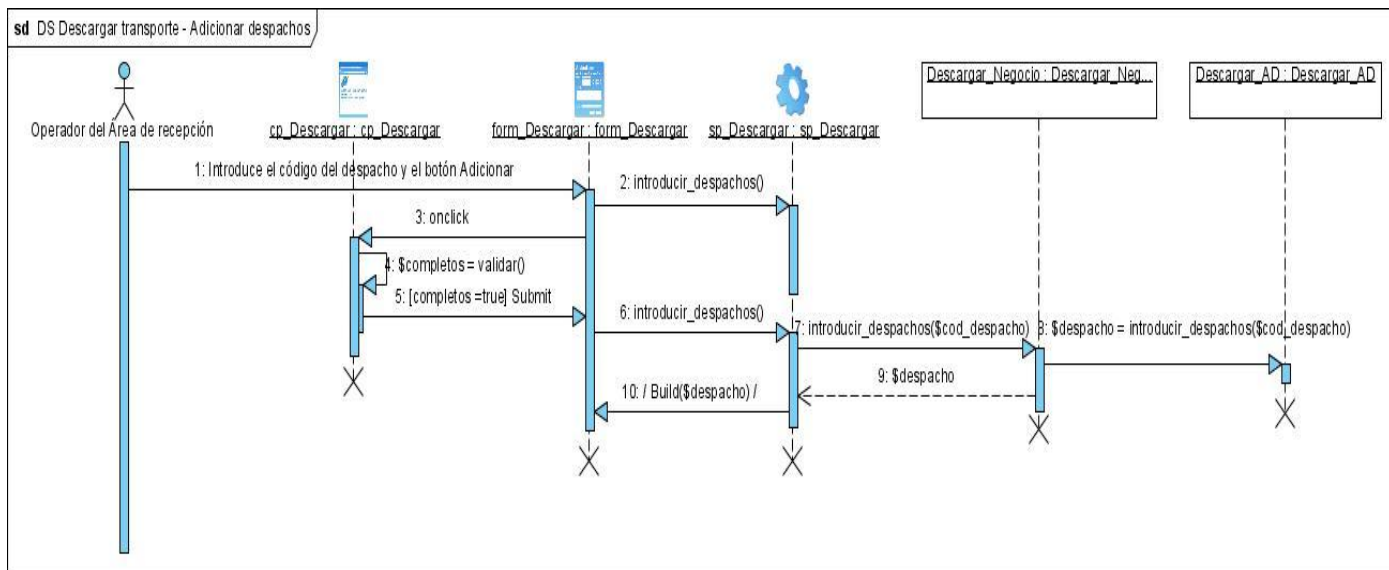 sd DS Descargar transporte - Adicionar despachos
Operador del Área de recepción
cp_Descargar : cp_Descargar
form_Descargar : form_Descargar
sp_Descargar : sp_Descargar
Descargar_Negocio : Descargar_Neg...
Descargar_AD : Descargar_AD
1: Introduce el código del despacho y el botón Adicionar
2: introducir_despachos()
3: onclick
4: $completos = validar()
5: [completos =true] Submit
6: introducir_despachos()
7: introducir_despachos($cod_despacho)
8: $despacho = introducir_despachos($cod_despacho)
9: $despacho
10: / Build($despacho) /